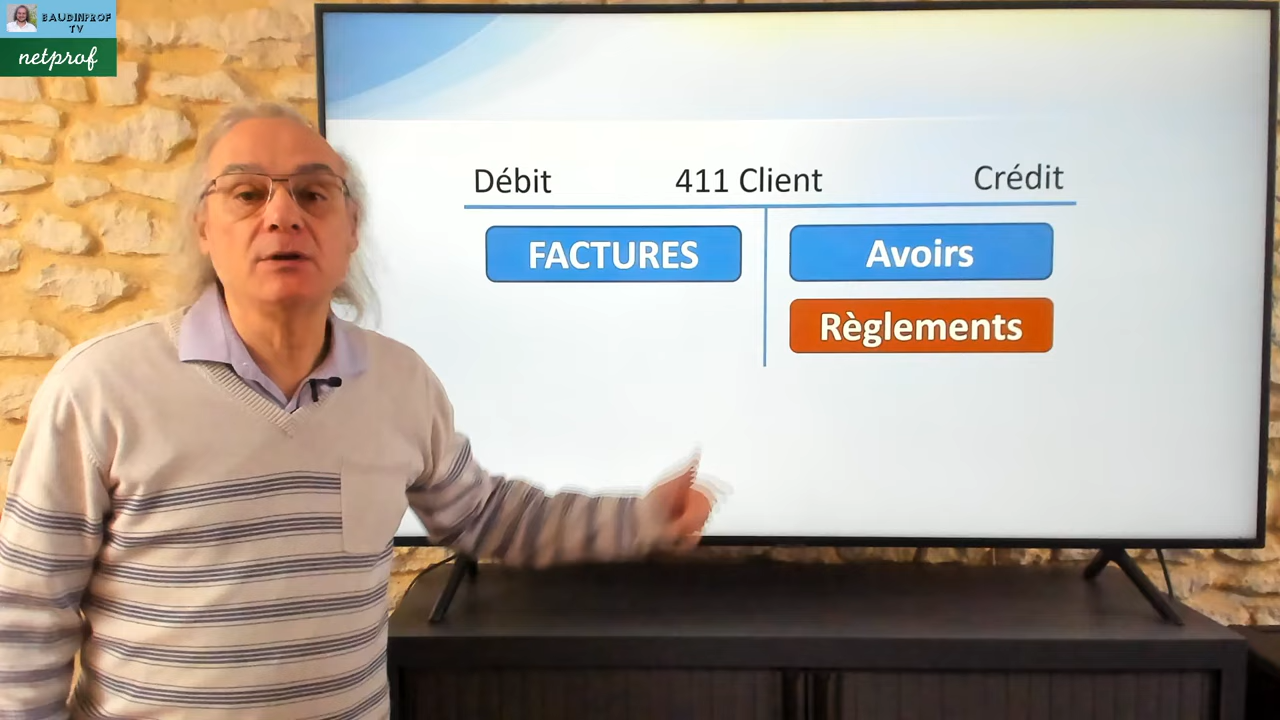 BAUDINPROF
TV
netprof
Débit 411 Client Crédit
FACTURES Avoirs
Règlements